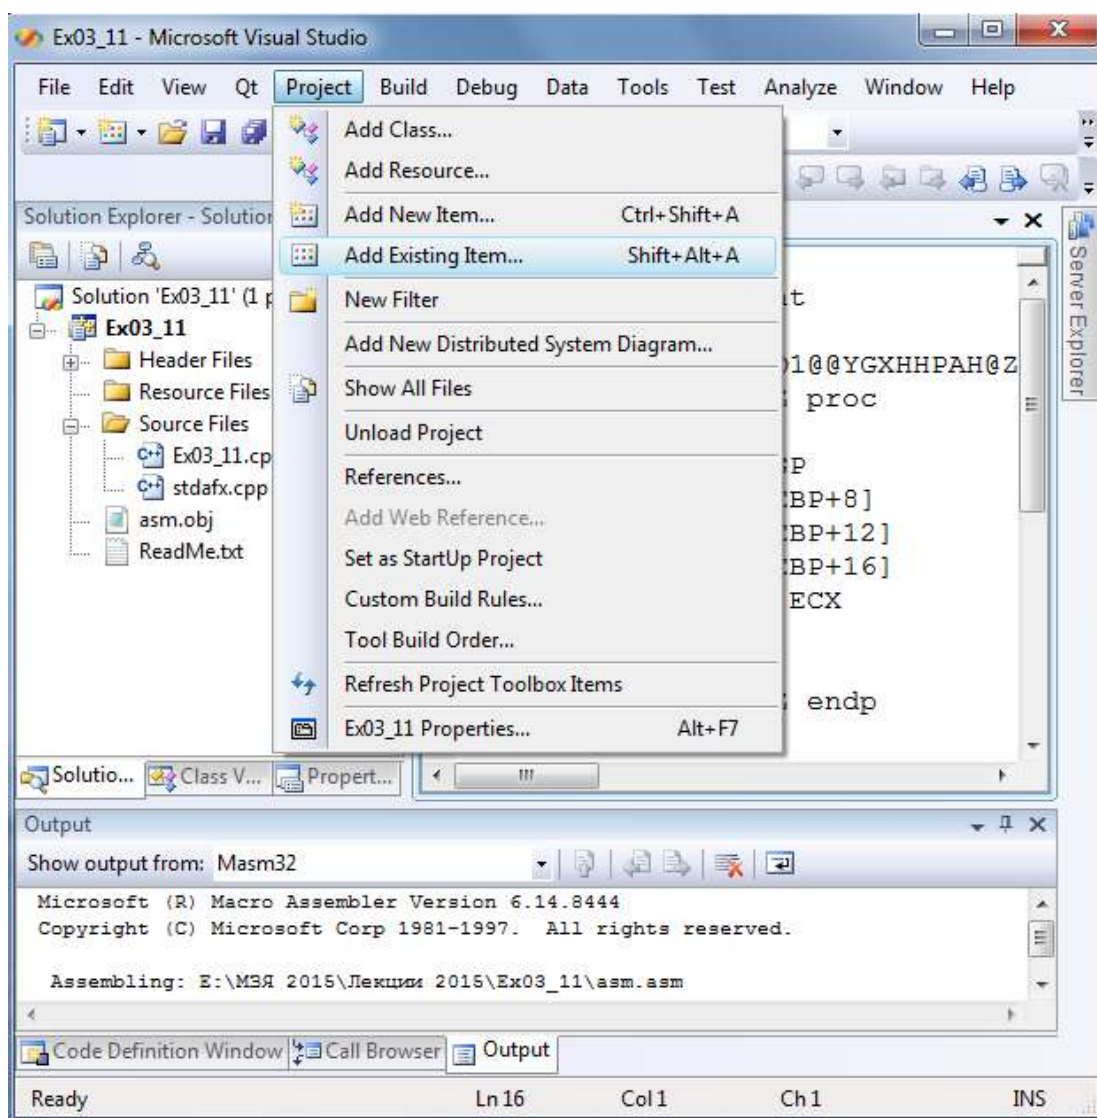 Ex03_11 - Microsoft Visual Studio
File Edit View Qt Project Build Debug Data Tools Test Analyze Window Help
Add Class...
Add Resource...
Add New Item... Ctrl+Shift+A
Add Existing Item... Shift+Alt+A
New Filter
Add New Distributed System Diagram...
Show All Files
Unload Project
References...
Add Web Reference...
Set as StartUp Project
Custom Build Rules...
Tool Build Order...
Refresh Project Toolbox Items
Ex03_11 Properties... Alt+F7
Solution Explorer - Solution
Solution 'Ex03_11' (1 p
Ex03_11
Header Files
Resource Files
Source Files
Ex03_11.cp
stdafx.cpp
asm.obj
ReadMe.txt
Solutio... Class V... Propert...
1@@YGXHHPAH@Z
proc
BP+8]
BP+12]
BP+16]
ECX
endp
Server Explorer
Output
Show output from: Masm32
Microsoft (R) Macro Assembler Version 6.14.8444
Copyright (C) Microsoft Corp 1981-1997. All rights reserved.
Assembling: E:\МЗЯ 2015\Лекции 2015\Ex03_11\asm.asm
Code Definition Window Call Browser Output
Ready Ln 16 Col 1 Ch 1 INS